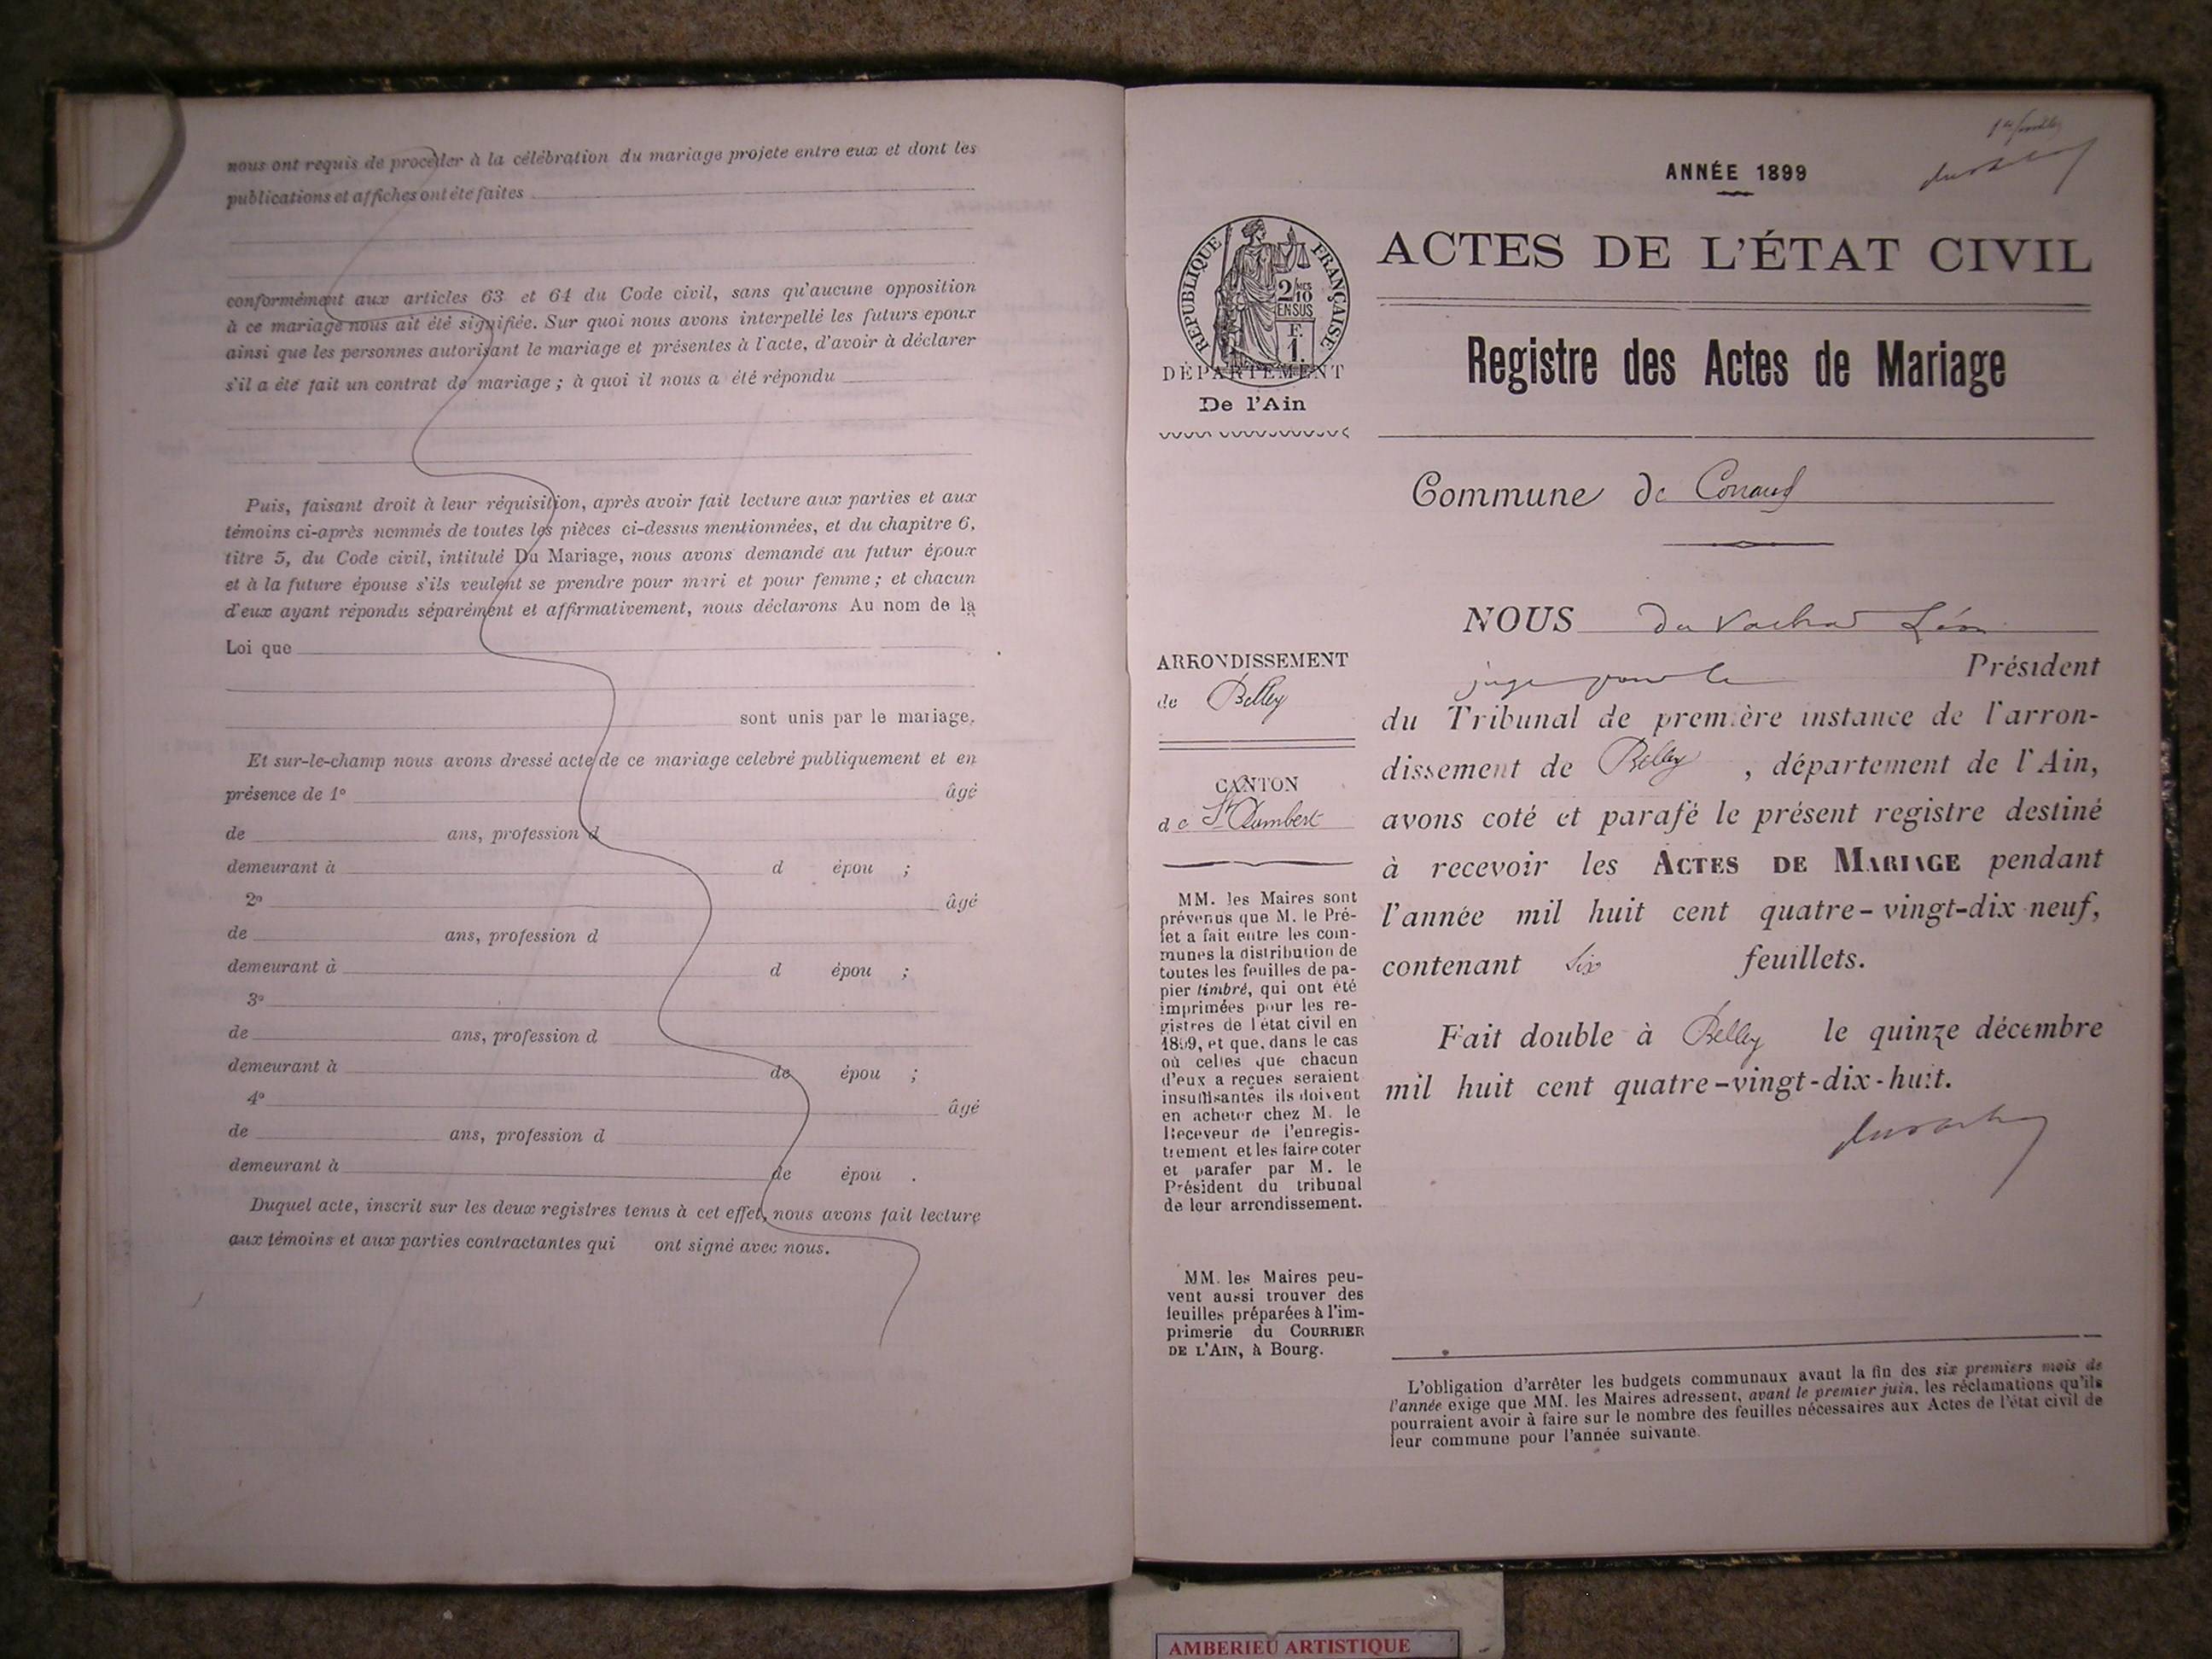 nous ont requis de procéder à la célébration du mariage projeté entre eux et dont les
publications et affiches ont été faites
conformément aux articles 63 et 64 du Code civil, sans qu'aucune opposition
à ce mariage nous ait été signifiée. Sur quoi nous avons interpellé les futurs époux
ainsi que les personnes autorisant le mariage et présentes à l'acte, d'avoir à déclarer
s'il a été fait un contrat de mariage ; à quoi il nous a été répondu
Puis, faisant droit à leur réquisition, après avoir fait lecture aux parties et aux
témoins ci-après nommés de toutes les pièces ci-dessus mentionnées, et du chapitre 6,
titre 5, du Code civil, intitulé Du Mariage, nous avons demandé au futur époux
et à la future épouse s'ils veulent se prendre pour mari et pour femme ; et chacun
d'eux ayant répondu séparément et affirmativement, nous déclarons Au nom de la
Loi que
sont unis par le mariage.
Et sur-le-champ nous avons dressé acte de ce mariage celebré publiquement et en
présence de 1º âgé
de ans, profession d
demeurant à d épou ;
2º âgé
de ans, profession d
demeurant à d épou ;
3º
de ans, profession d
demeurant à de épou ;
4º âgé
de ans, profession d
demeurant à de épou .
Duquel acte, inscrit sur les deux registres tenus à cet effet, nous avons fait lecture
aux témoins et aux parties contractantes qui ont signé avec nous.
ANNÉE 1899
ACTES DE L'ÉTAT CIVIL
RÉPUBLIQUE FRANÇAISE
2/10
EN SUS
F.
1.
DÉPARTEMENT
De l'Ain
Registre des Actes de Mariage
Commune de Conand
NOUS du Vachat Léon
juge pour le Président
du Tribunal de première instance de l'arron-
dissement de Belley, département de l'Ain,
avons coté et parafé le présent registre destiné
à recevoir les ACTES DE MARIAGE pendant
l'année mil huit cent quatre-vingt-dix neuf,
contenant six feuillets.
Fait double à Belley le quinze décembre
mil huit cent quatre-vingt-dix-huit.
ARRONDISSEMENT
de Belley
CANTON
de St Rambert
MM. les Maires sont
prévenus que M. le Pré-
fet a fait entre les com-
munes la distribution de
toutes les feuilles de pa-
pier timbré, qui ont été
imprimées pour les re-
gistres de l'état civil en
1899, et que, dans le cas
où celles que chacun
d'eux a reçues seraient
insuffisantes ils doivent
en acheter chez M. le
Receveur de l'enregis-
trement et les faire coter
et parafer par M. le
Président du tribunal
de leur arrondissement.
MM. les Maires peu-
vent aussi trouver des
feuilles préparées à l'im-
primerie du COURRIER
DE L'AIN, à Bourg.
L'obligation d'arrêter les budgets communaux avant la fin des six premiers mois de
l'année exige que MM. les Maires adressent, avant le premier juin, les réclamations qu'ils
pourraient avoir à faire sur le nombre des feuilles nécessaires aux Actes de l'état civil de
leur commune pour l'année suivante.
AMBERIEU ARTISTIQUE